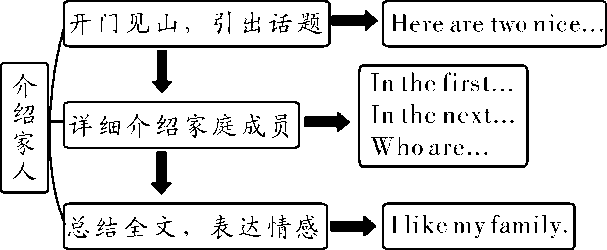 介绍家人
开门见山，引出话题
Here are two nice…
详细介绍家庭成员
In the first…
In the next…
Who are…
总结全文，表达情感
I like my family.